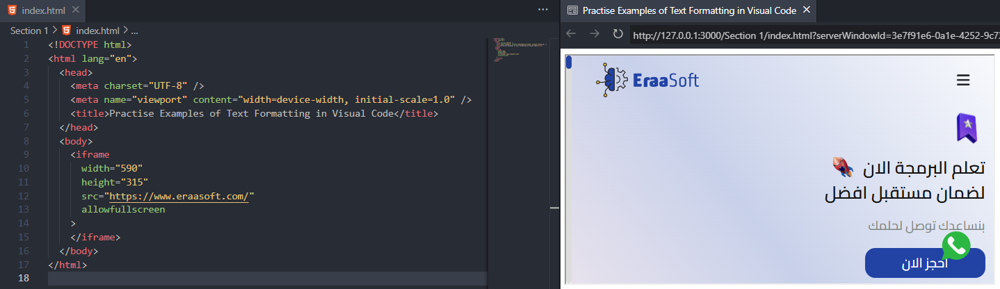 index.html
Section 1 > index.html > ...
1 <!DOCTYPE html>
2 <html lang="en">
3 <head>
4 <meta charset="UTF-8" />
5 <meta name="viewport" content="width=device-width, initial-scale=1.0" />
6 <title>Practise Examples of Text Formatting in Visual Code</title>
7 </head>
8 <body>
9 <iframe
10 width="590"
11 height="315"
12 src="https://www.eraasoft.com/"
13 allowfullscreen
14 >
15 </iframe>
16 </body>
17 </html>
18
Practise Examples of Text Formatting in Visual Code
http://127.0.0.1:3000/Section 1/index.html?serverWindowId=3e7f91e6-0a1e-4252-9c7
EraaSoft
تعلم البرمجة الان
لضمان مستقبل افضل
بنساعدك توصل لحلمك
احجز الان